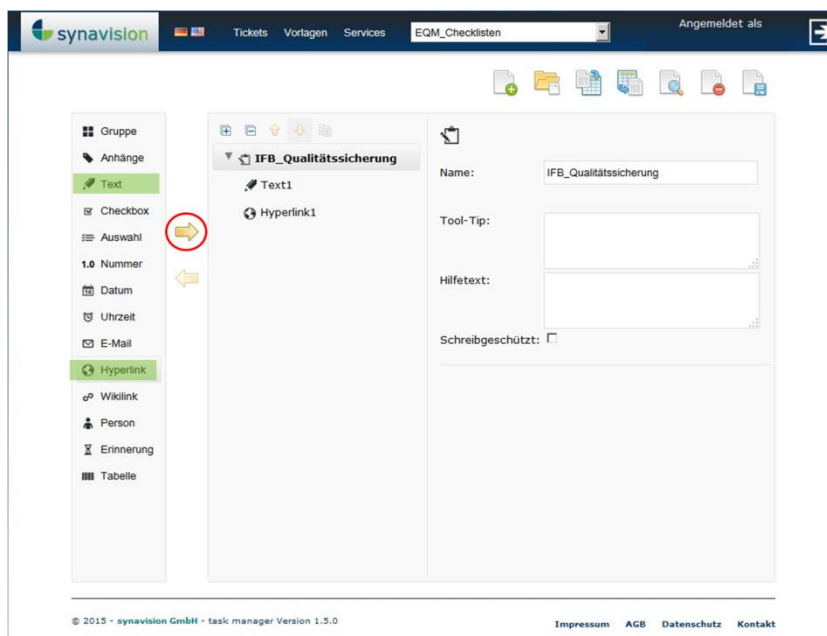 synavision
Tickets Vorlagen Services
EQM_Checklisten
Angemeldet als
Gruppe
Anhänge
Text
Checkbox
Auswahl
1.0 Nummer
14 Datum
Uhrzeit
E-Mail
Hyperlink
Wikilink
Person
Erinnerung
Tabelle
IFB_Qualitätssicherung
Text1
Hyperlink1
Name: IFB_Qualitätssicherung
Tool-Tip:
Hilfetext:
Schreibgeschützt:
© 2015 - synavision GmbH - task manager Version 1.5.0
Impressum AGB Datenschutz Kontakt